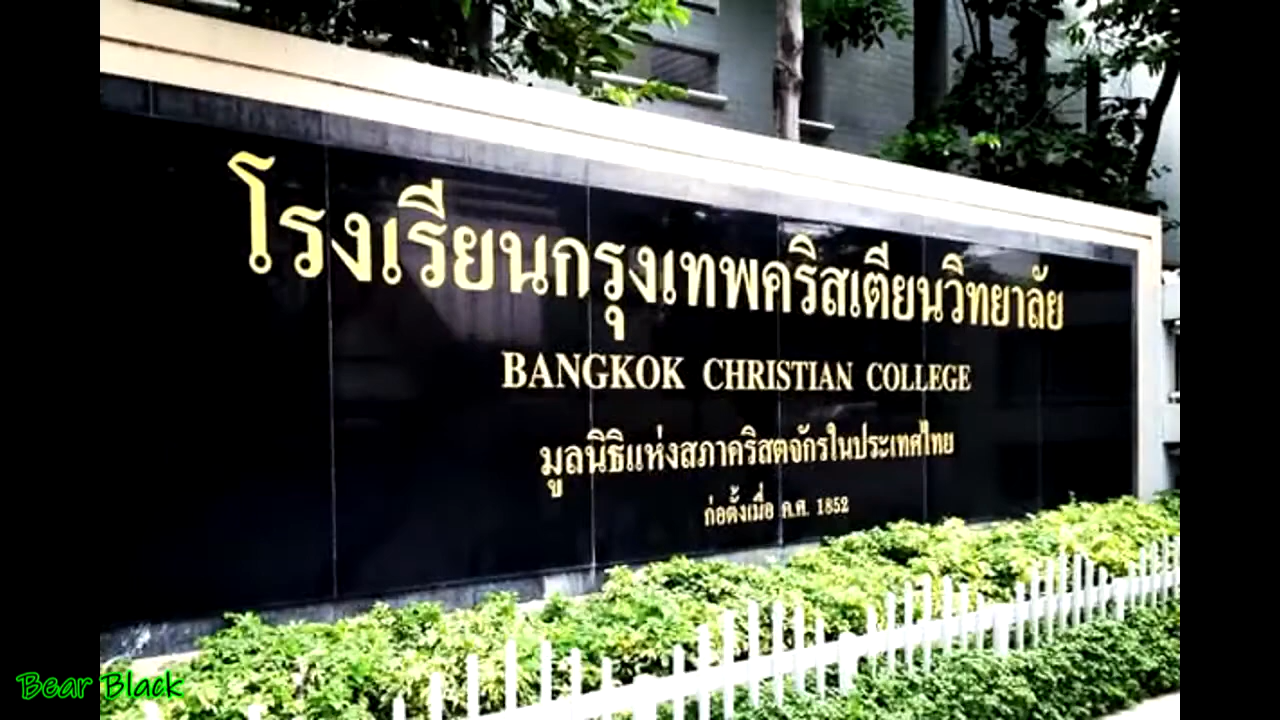 โรงเรียนกรุงเทพคริสเตียนวิทยาลัย
BANGKOK CHRISTIAN COLLEGE
มูลนิธิแห่งสภาคริสตจักรในประเทศไทย
ก่อตั้งเมื่อ ค.ศ. 1852
Bear Black